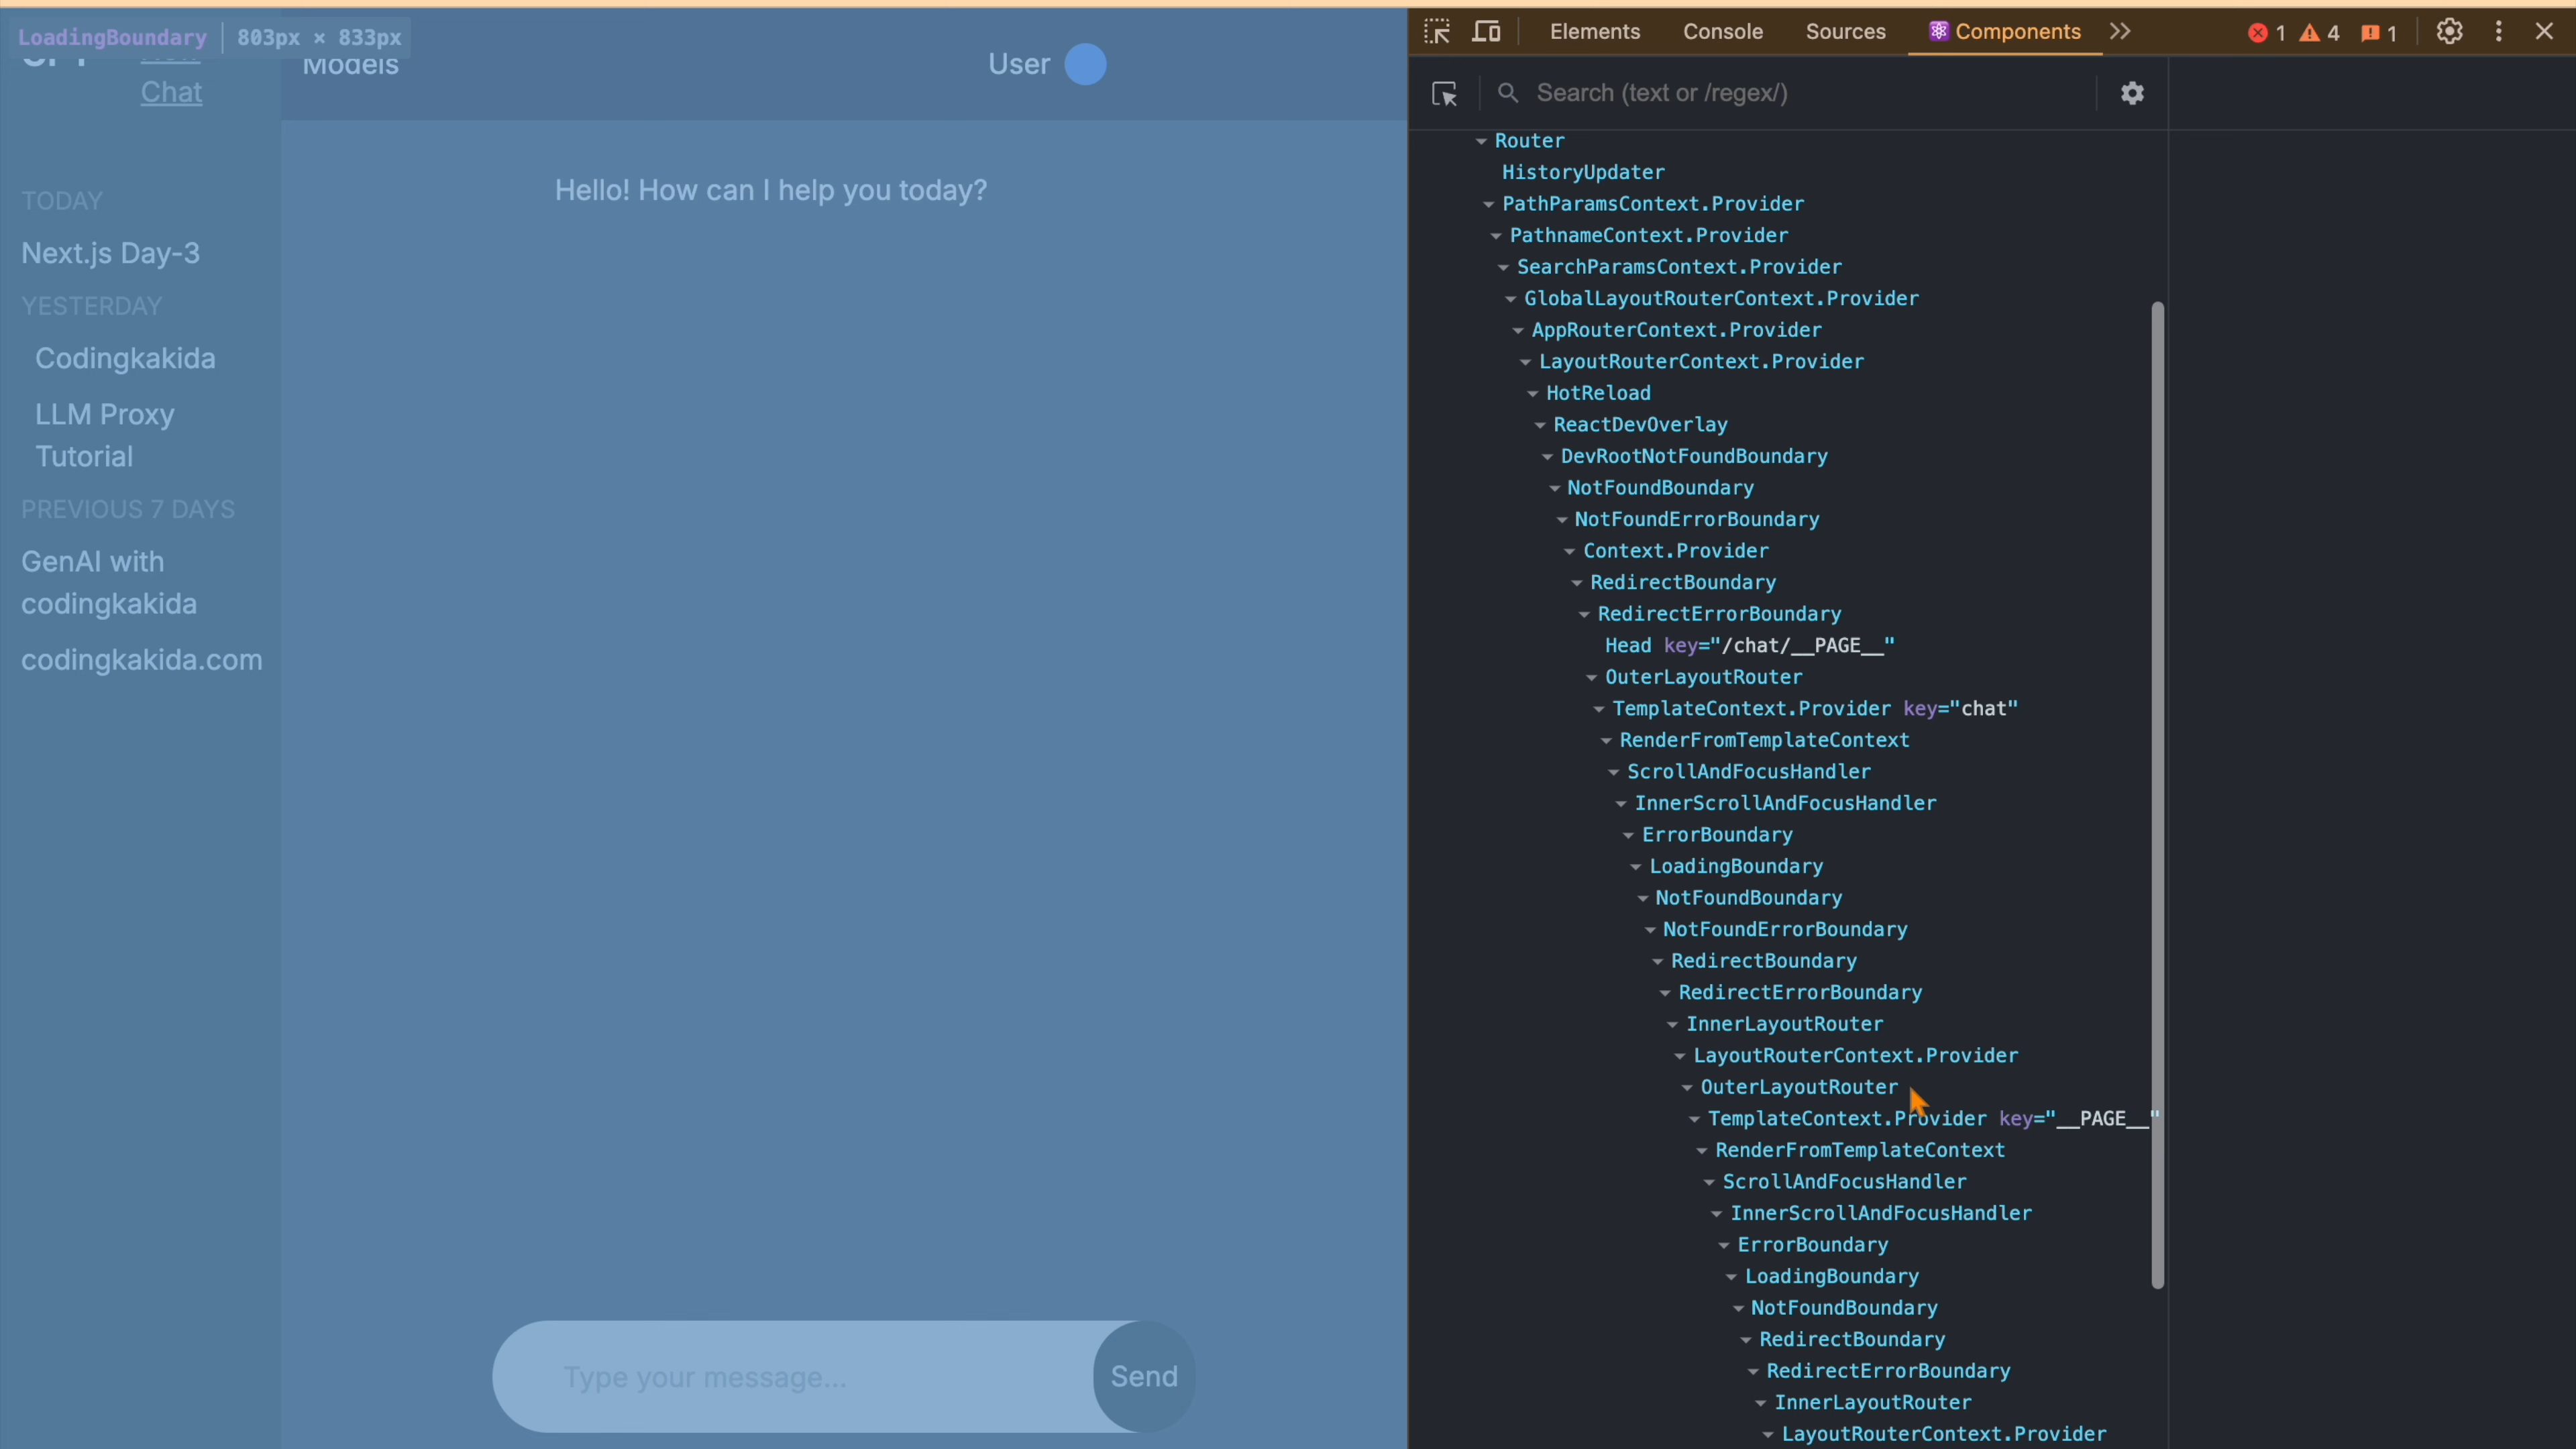 LoadingBoundary 803px × 833px
Chat
Models
User
TODAY
Next.js Day-3
YESTERDAY
Codingkakida
LLM Proxy
Tutorial
PREVIOUS 7 DAYS
GenAI with
codingkakida
codingkakida.com
Hello! How can I help you today?
Type your message...
Send
Elements Console Sources Components 1 4 1
Search (text or /regex/)
Router
HistoryUpdater
PathParamsContext.Provider
PathnameContext.Provider
SearchParamsContext.Provider
GlobalLayoutRouterContext.Provider
AppRouterContext.Provider
LayoutRouterContext.Provider
HotReload
ReactDevOverlay
DevRootNotFoundBoundary
NotFoundBoundary
NotFoundErrorBoundary
Context.Provider
RedirectBoundary
RedirectErrorBoundary
Head key="/chat/__PAGE__"
OuterLayoutRouter
TemplateContext.Provider key="chat"
RenderFromTemplateContext
ScrollAndFocusHandler
InnerScrollAndFocusHandler
ErrorBoundary
LoadingBoundary
NotFoundBoundary
NotFoundErrorBoundary
RedirectBoundary
RedirectErrorBoundary
InnerLayoutRouter
LayoutRouterContext.Provider
OuterLayoutRouter
TemplateContext.Provider key="__PAGE__"
RenderFromTemplateContext
ScrollAndFocusHandler
InnerScrollAndFocusHandler
ErrorBoundary
LoadingBoundary
NotFoundBoundary
RedirectBoundary
RedirectErrorBoundary
InnerLayoutRouter
LayoutRouterContext.Provider